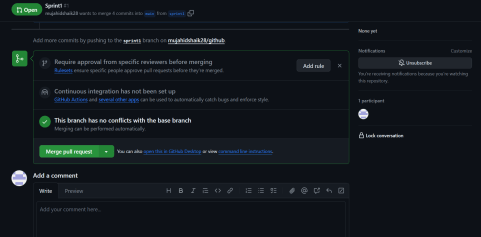 Open
Sprint1
mujahidshaik28 wants to merge 4 commits into main from sprint1
Add more commits by pushing to the sprint1 branch on mujahidshaik28/github.
Require approval from specific reviewers before merging
Rulesets ensure specific people approve pull requests before they're merged.
Add rule
Continuous integration has not been set up
GitHub Actions and several other apps can be used to automatically catch bugs and enforce style.
This branch has no conflicts with the base branch
Merging can be performed automatically.
Merge pull request
You can also open this in GitHub Desktop or view command line instructions.
Add a comment
Write
Preview
Add your comment here...
None yet
Notifications
Customize
Unsubscribe
You're receiving notifications because you're watching
this repository.
1 participant
Lock conversation